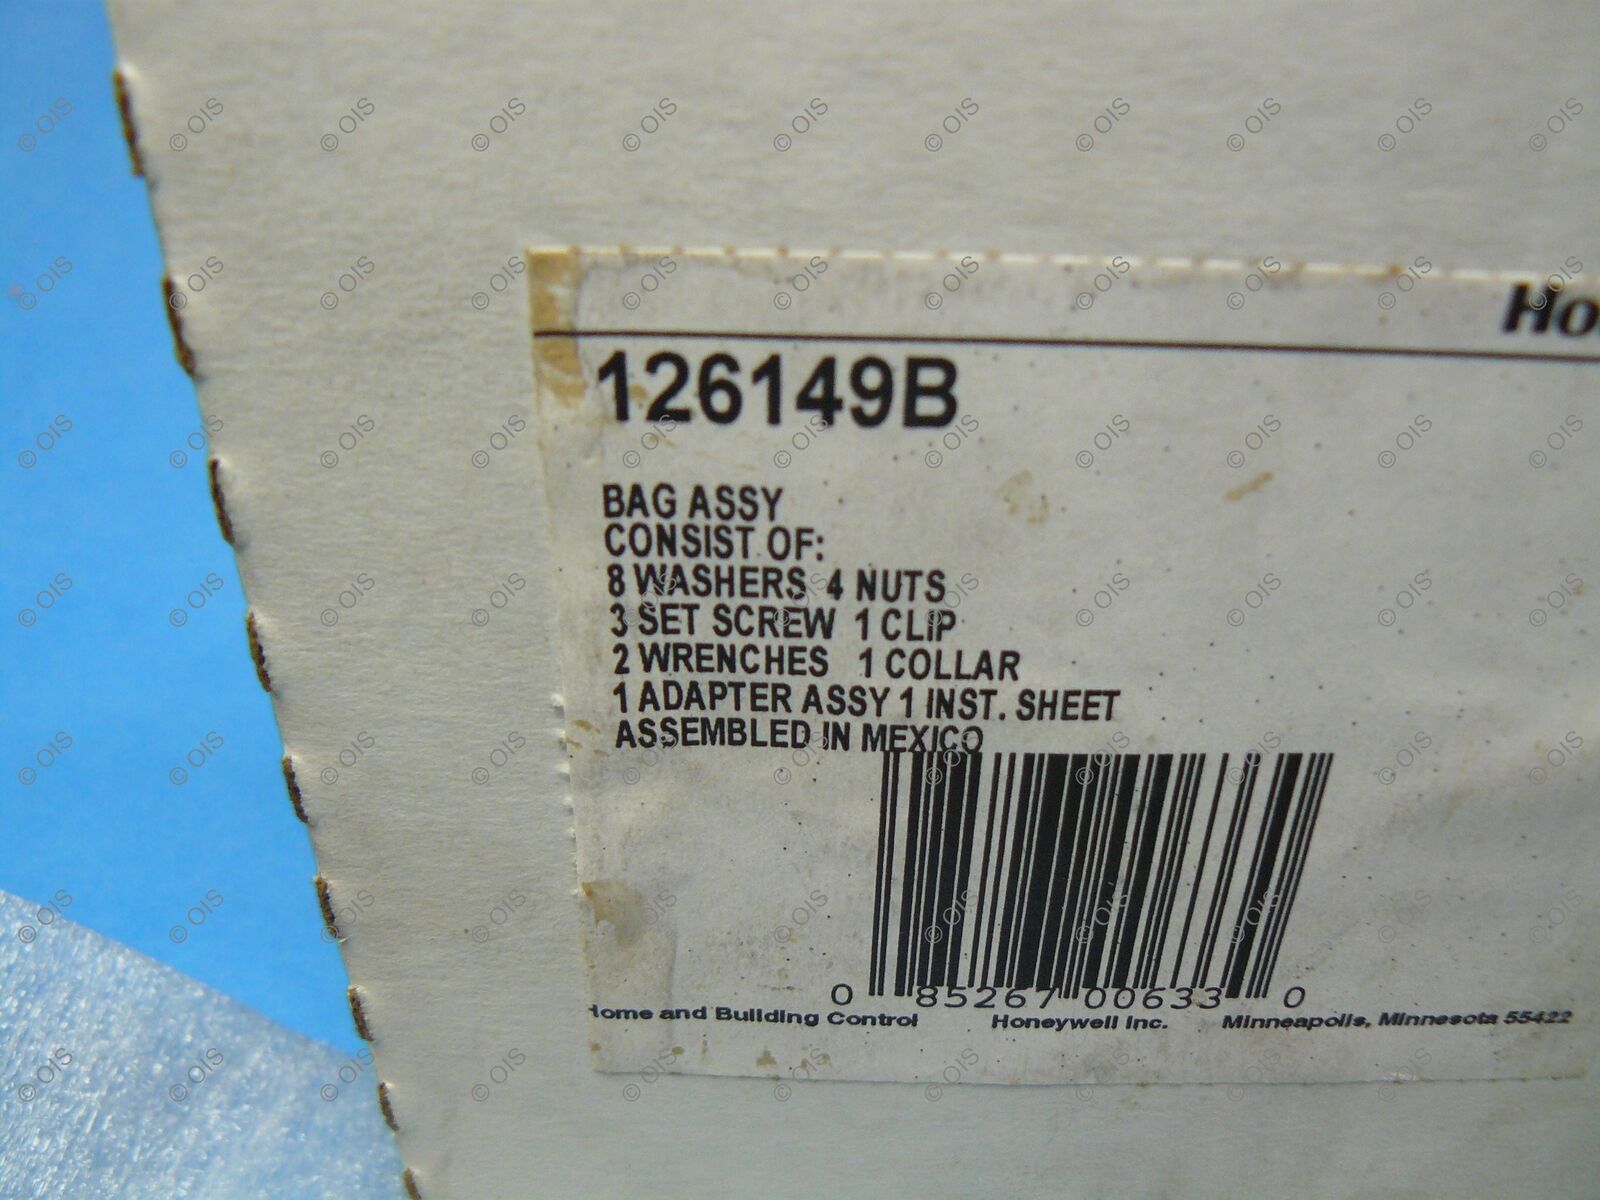 Ho
126149B
BAG ASSY
CONSIST OF:
8 WASHERS 4 NUTS
3 SET SCREW 1 CLIP
2 WRENCHES 1 COLLAR
1 ADAPTER ASSY 1 INST. SHEET
ASSEMBLED IN MEXICO
0 85267 00633 0
Home and Building Control Honeywell Inc. Minneapolis, Minnesota 55422
© OIS